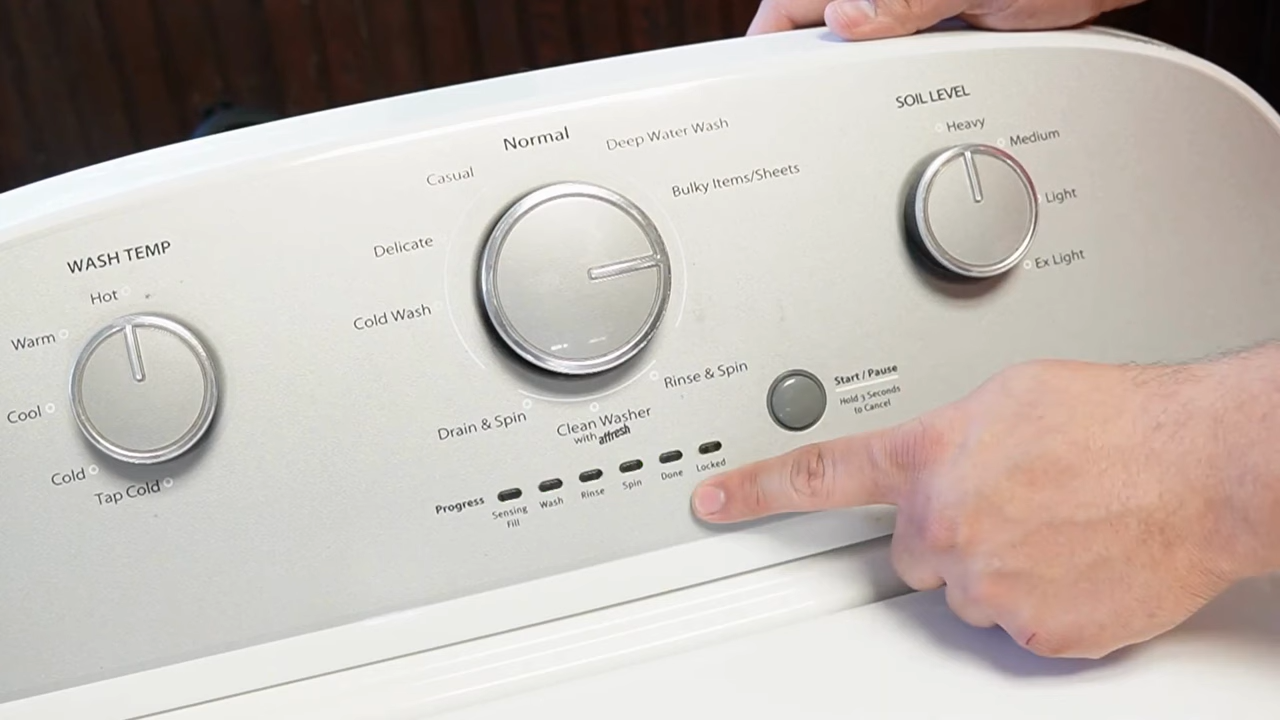 WASH TEMP
Hot
Warm
Cool
Cold
Tap Cold
Normal
Casual
Delicate
Cold Wash
Deep Water Wash
Bulky Items/Sheets
Rinse & Spin
Clean Washer
with affresh
Drain & Spin
SOIL LEVEL
Heavy
Medium
Light
Ex Light
Start / Pause
Hold 3 Seconds
to Cancel
Progress
Sensing
Fill
Wash
Rinse
Spin
Done
Locked